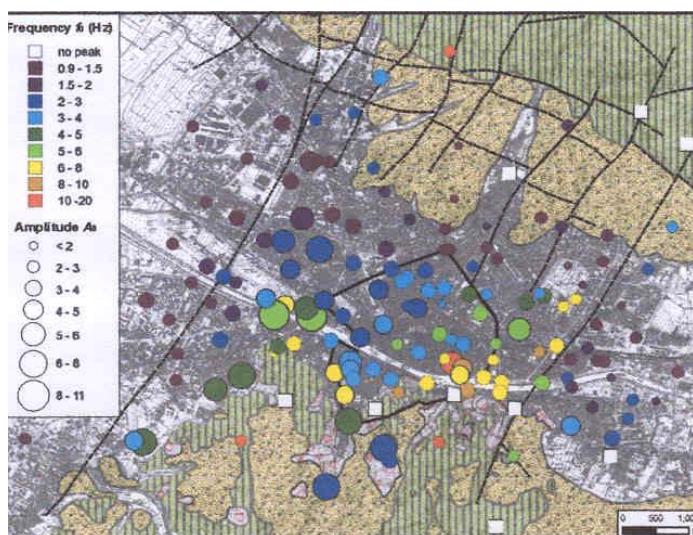 Frequency f0 (Hz)
no peak
0.9 - 1.5
1.5 - 2
2 - 3
3 - 4
4 - 5
5 - 6
6 - 8
8 - 10
10 - 20
Amplitude A0
<2
2 - 3
3 - 4
4 - 5
5 - 6
6 - 8
8 - 11
0 500